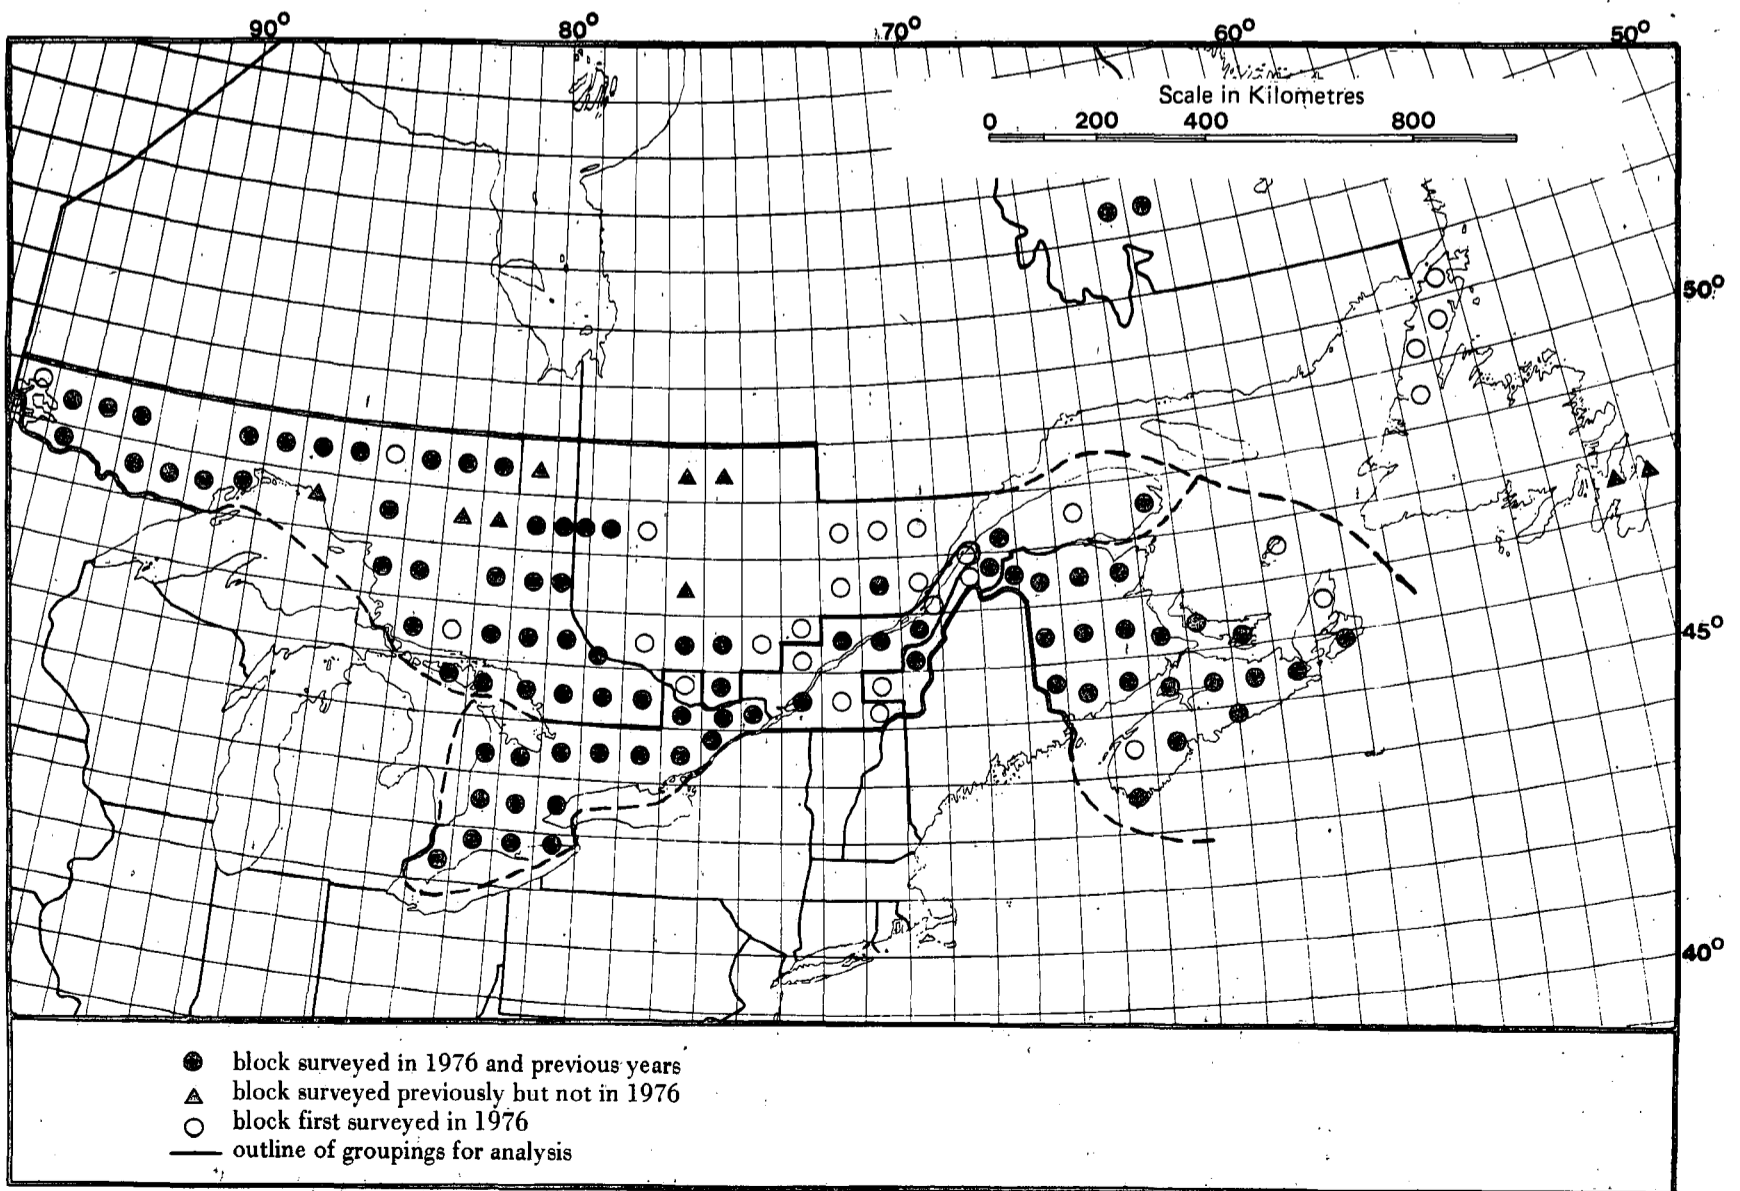 90° 80° 70° 60° 50°
Scale in Kilometres
0 200 400 800
50°
45°
40°
block surveyed in 1976 and previous years
block surveyed previously but not in 1976
block first surveyed in 1976
outline of groupings for analysis